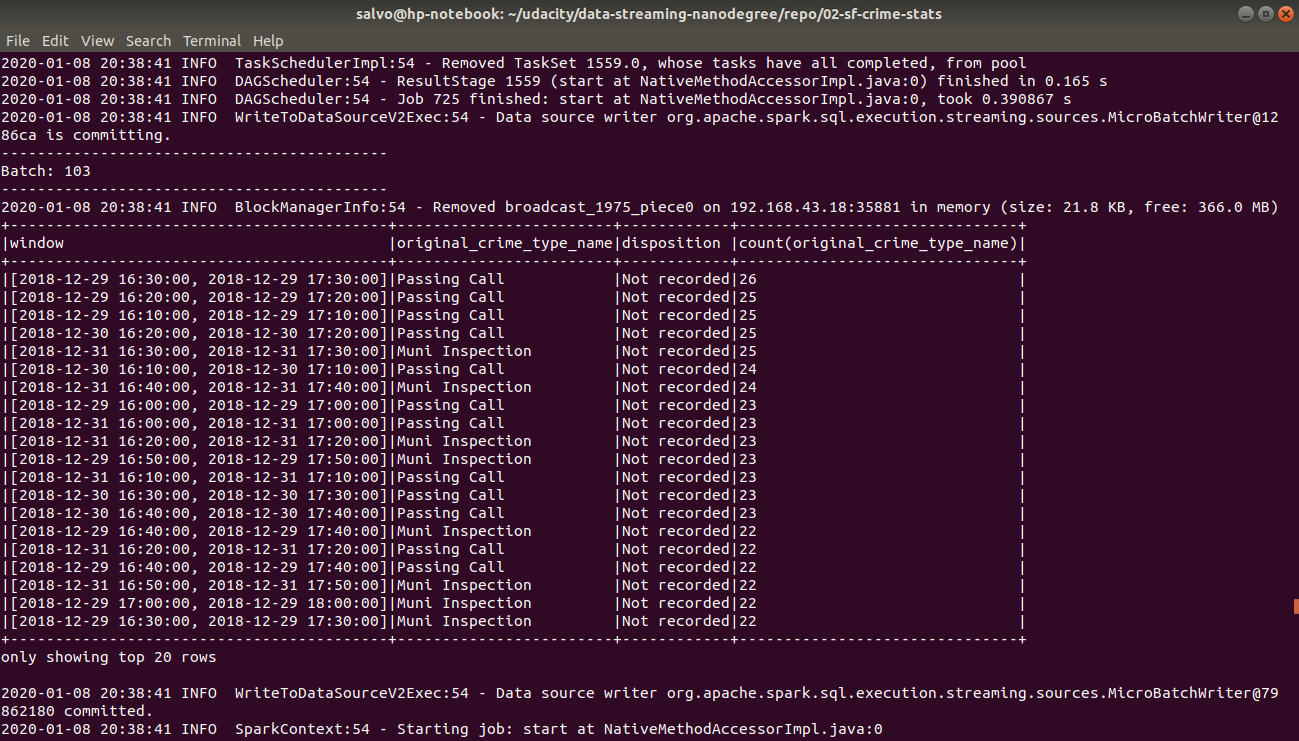 salvo@hp-notebook: ~/udacity/data-streaming-nanodegree/repo/02-sf-crime-stats
File Edit View Search Terminal Help
2020-01-08 20:38:41 INFO  TaskSchedulerImpl:54 - Removed TaskSet 1559.0, whose tasks have all completed, from pool
2020-01-08 20:38:41 INFO  DAGScheduler:54 - ResultStage 1559 (start at NativeMethodAccessorImpl.java:0) finished in 0.165 s
2020-01-08 20:38:41 INFO  DAGScheduler:54 - Job 725 finished: start at NativeMethodAccessorImpl.java:0, took 0.390867 s
2020-01-08 20:38:41 INFO  WriteToDataSourceV2Exec:54 - Data source writer org.apache.spark.sql.execution.streaming.sources.MicroBatchWriter@12
86ca is committing.
-------------------------------------------
Batch: 103
-------------------------------------------
2020-01-08 20:38:41 INFO  BlockManagerInfo:54 - Removed broadcast_1975_piece0 on 192.168.43.18:35881 in memory (size: 21.8 KB, free: 366.0 MB)
+------------------------------------------+------------------------+------------+-------------------------------+
|window                                    |original_crime_type_name|disposition |count(original_crime_type_name)|
+------------------------------------------+------------------------+------------+-------------------------------+
|[2018-12-29 16:30:00, 2018-12-29 17:30:00]|Passing Call            |Not recorded|26                             |
|[2018-12-29 16:20:00, 2018-12-29 17:20:00]|Passing Call            |Not recorded|25                             |
|[2018-12-29 16:10:00, 2018-12-29 17:10:00]|Passing Call            |Not recorded|25                             |
|[2018-12-30 16:20:00, 2018-12-30 17:20:00]|Passing Call            |Not recorded|25                             |
|[2018-12-31 16:30:00, 2018-12-31 17:30:00]|Muni Inspection         |Not recorded|25                             |
|[2018-12-30 16:10:00, 2018-12-30 17:10:00]|Passing Call            |Not recorded|24                             |
|[2018-12-31 16:40:00, 2018-12-31 17:40:00]|Muni Inspection         |Not recorded|24                             |
|[2018-12-29 16:00:00, 2018-12-29 17:00:00]|Passing Call            |Not recorded|23                             |
|[2018-12-31 16:00:00, 2018-12-31 17:00:00]|Passing Call            |Not recorded|23                             |
|[2018-12-31 16:20:00, 2018-12-31 17:20:00]|Muni Inspection         |Not recorded|23                             |
|[2018-12-29 16:50:00, 2018-12-29 17:50:00]|Muni Inspection         |Not recorded|23                             |
|[2018-12-31 16:10:00, 2018-12-31 17:10:00]|Passing Call            |Not recorded|23                             |
|[2018-12-30 16:30:00, 2018-12-30 17:30:00]|Passing Call            |Not recorded|23                             |
|[2018-12-30 16:40:00, 2018-12-30 17:40:00]|Passing Call            |Not recorded|23                             |
|[2018-12-29 16:40:00, 2018-12-29 17:40:00]|Muni Inspection         |Not recorded|22                             |
|[2018-12-31 16:20:00, 2018-12-31 17:20:00]|Passing Call            |Not recorded|22                             |
|[2018-12-29 16:40:00, 2018-12-29 17:40:00]|Passing Call            |Not recorded|22                             |
|[2018-12-31 16:50:00, 2018-12-31 17:50:00]|Muni Inspection         |Not recorded|22                             |
|[2018-12-29 17:00:00, 2018-12-29 18:00:00]|Muni Inspection         |Not recorded|22                             |
|[2018-12-29 16:30:00, 2018-12-29 17:30:00]|Muni Inspection         |Not recorded|22                             |
+------------------------------------------+------------------------+------------+-------------------------------+
only showing top 20 rows
2020-01-08 20:38:41 INFO  WriteToDataSourceV2Exec:54 - Data source writer org.apache.spark.sql.execution.streaming.sources.MicroBatchWriter@79
862180 committed.
2020-01-08 20:38:41 INFO  SparkContext:54 - Starting job: start at NativeMethodAccessorImpl.java:0